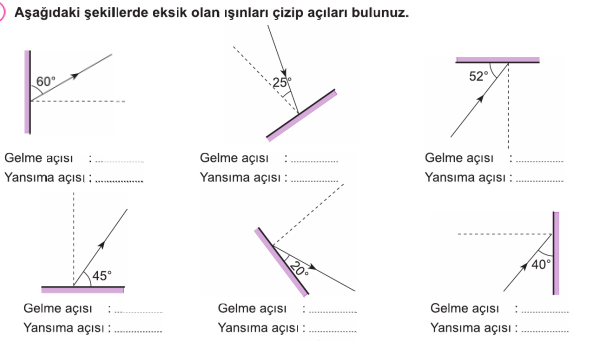 Aşağıdaki şekillerde eksik olan ışınları çizip açıları bulunuz.
60°
25°
52°
Gelme açısı : ...............
Yansıma açısı : ...............
Gelme açısı : ...............
Yansıma açısı : ...............
Gelme açısı : ...............
Yansıma açısı : ...............
45°
20°
40°
Gelme açısı : ...............
Yansıma açısı : ...............
Gelme açısı : ...............
Yansıma açısı : ...............
Gelme açısı : ...............
Yansıma açısı : ...............